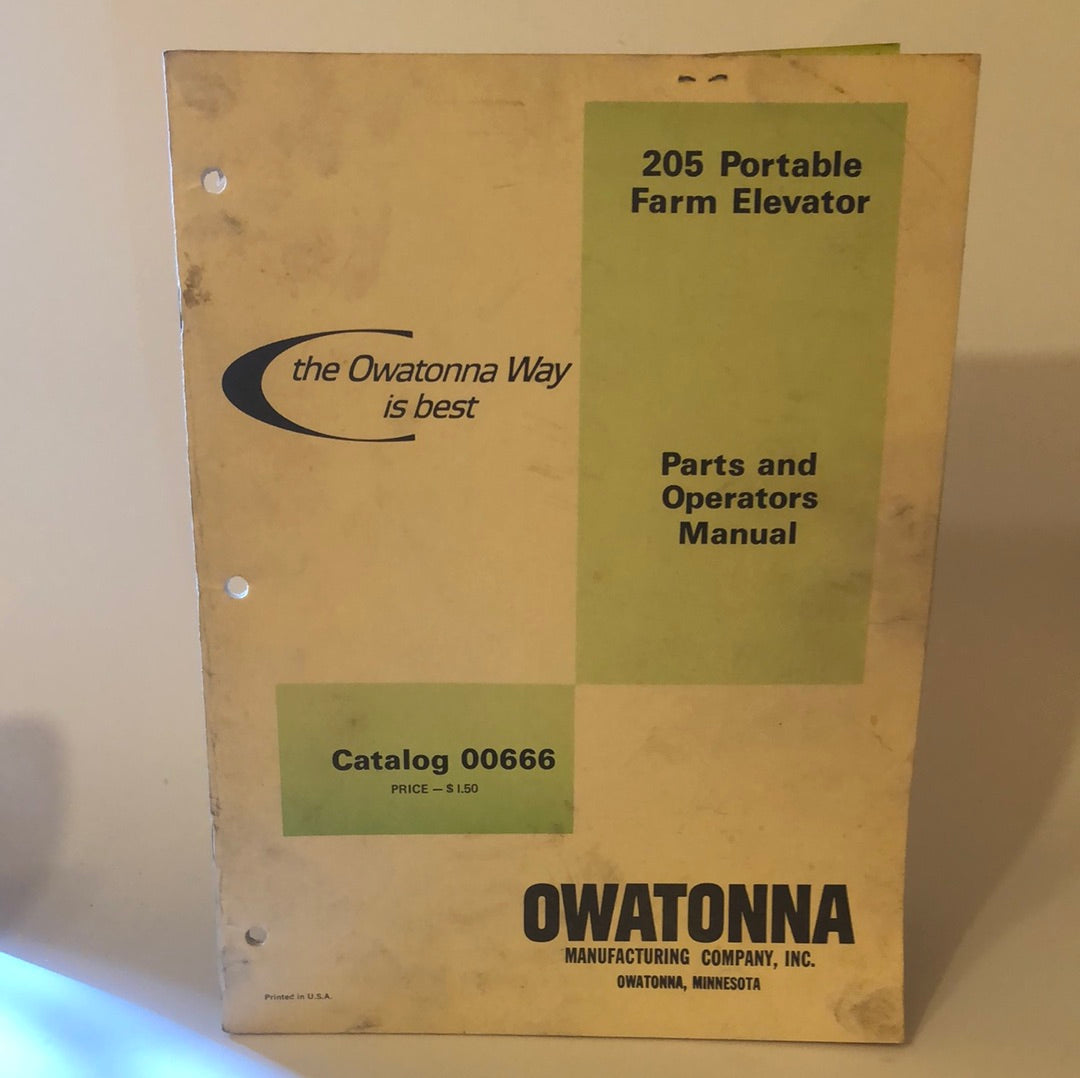 205 Portable
Farm Elevator
the Owatonna Way
is best
Parts and
Operators
Manual
Catalog 00666
PRICE — $1.50
OWATONNA
MANUFACTURING COMPANY, INC.
OWATONNA, MINNESOTA
Printed in U.S.A.